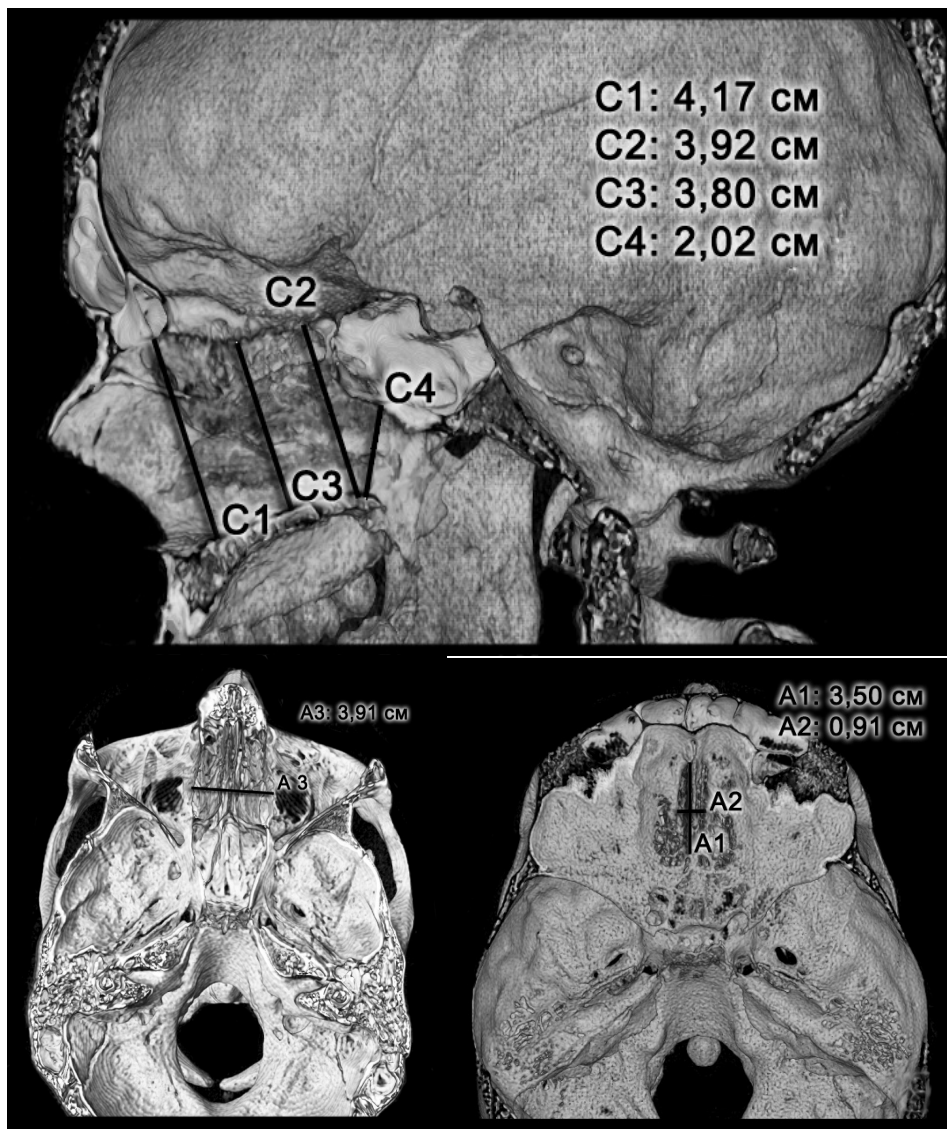 C1: 4,17 см
C2: 3,92 см
C3: 3,80 см
C4: 2,02 см
C2
C4
C3
C1
A3: 3,91 см
A 3
A1: 3,50 см
A2: 0,91 см
A2
A1